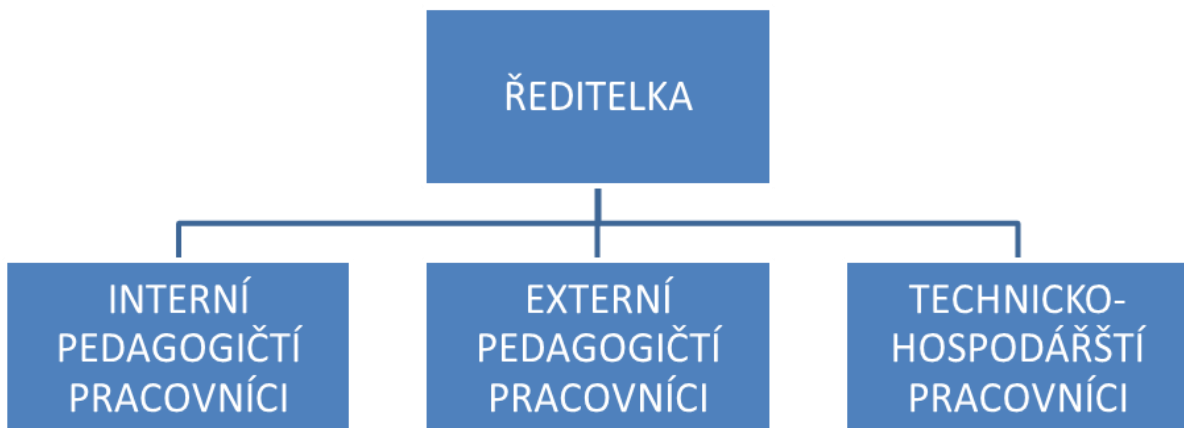 ŘEDITELKA
INTERNÍ
PEDAGOGIČTÍ
PRACOVNÍCI
EXTERNÍ
PEDAGOGIČTÍ
PRACOVNÍCI
TECHNICKO-
HOSPODÁŘŠTÍ
PRACOVNÍCI